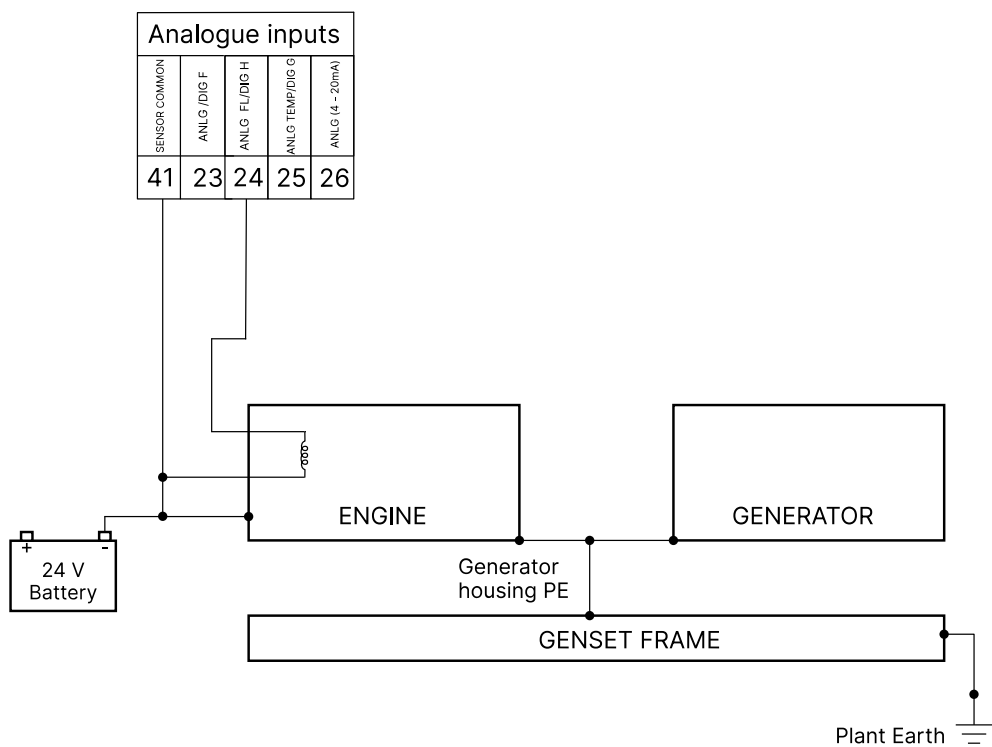 Analogue inputs
SENSOR COMMON
ANLG /DIG F
ANLG FL/DIG H
ANLG TEMP/DIG G
ANLG (4 - 20mA)
41 23 24 25 26
ENGINE
GENERATOR
+ -
24 V
Battery
Generator
housing PE
GENSET FRAME
Plant Earth